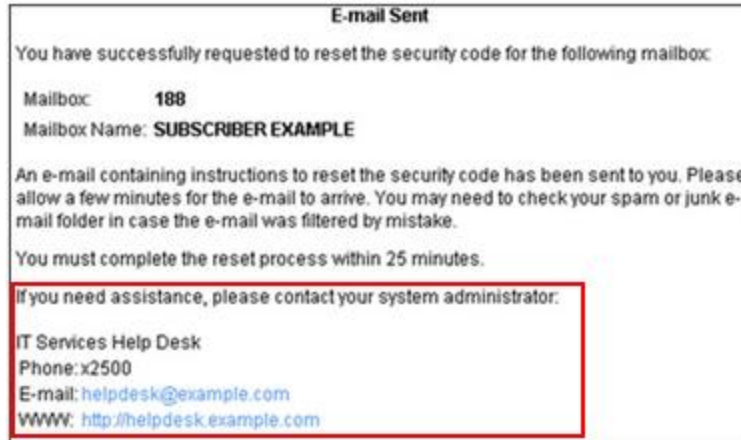 E-mail Sent
You have successfully requested to reset the security code for the following mailbox:
Mailbox: 188
Mailbox Name: SUBSCRIBER EXAMPLE
An e-mail containing instructions to reset the security code has been sent to you. Please
allow a few minutes for the e-mail to arrive. You may need to check your spam or junk e-
mail folder in case the e-mail was filtered by mistake.
You must complete the reset process within 25 minutes.
If you need assistance, please contact your system administrator:
IT Services Help Desk
Phone: x2500
E-mail: helpdesk@example.com
WWW: http://helpdesk.example.com